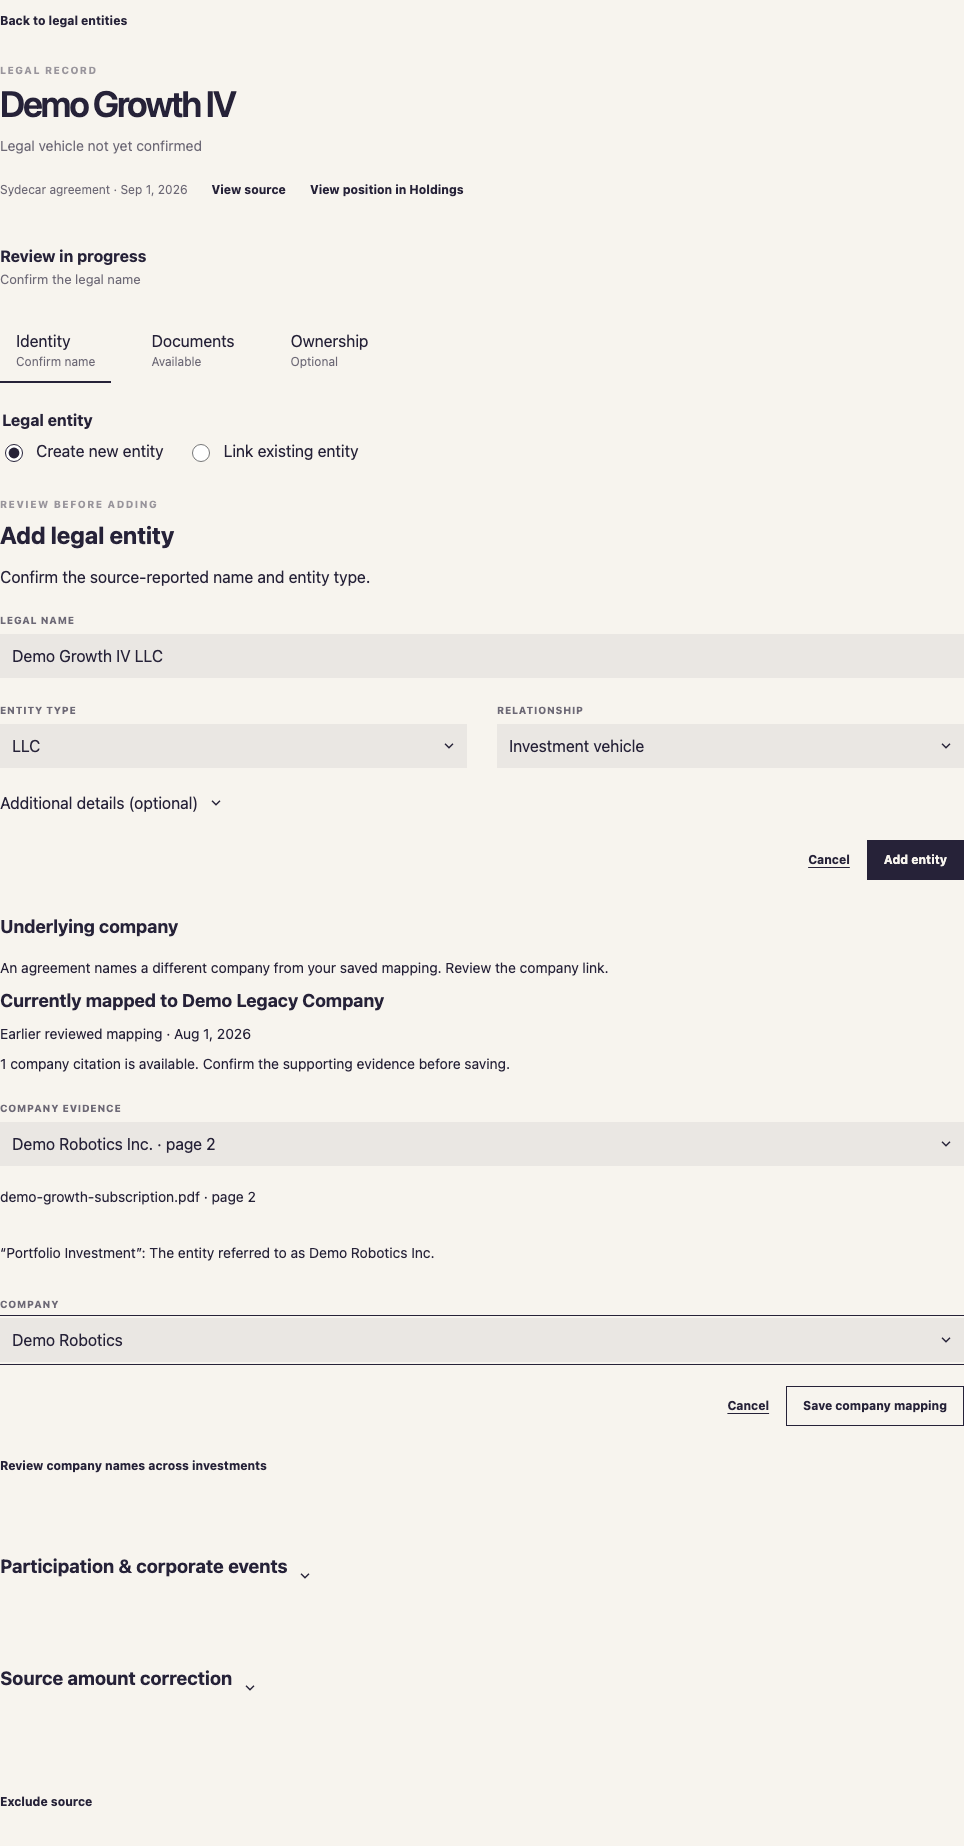 Back to legal entities
LEGAL RECORD
Demo Growth IV
Legal vehicle not yet confirmed
Sydecar agreement · Sep 1, 2026 View source View position in Holdings
Review in progress
Confirm the legal name
Identity Documents Ownership
Confirm name Available Optional
Legal entity
Create new entity Link existing entity
REVIEW BEFORE ADDING
Add legal entity
Confirm the source-reported name and entity type.
LEGAL NAME
Demo Growth IV LLC
ENTITY TYPE RELATIONSHIP
LLC Investment vehicle
Additional details (optional)
Cancel Add entity
Underlying company
An agreement names a different company from your saved mapping. Review the company link.
Currently mapped to Demo Legacy Company
Earlier reviewed mapping · Aug 1, 2026
1 company citation is available. Confirm the supporting evidence before saving.
COMPANY EVIDENCE
Demo Robotics Inc. · page 2
demo-growth-subscription.pdf · page 2
“Portfolio Investment”: The entity referred to as Demo Robotics Inc.
COMPANY
Demo Robotics
Cancel Save company mapping
Review company names across investments
Participation & corporate events
Source amount correction
Exclude source